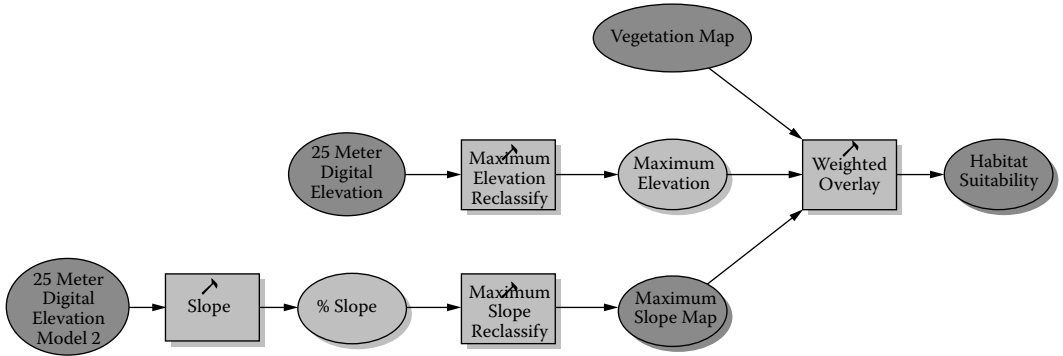 Vegetation Map
25 Meter
Digital
Elevation
Maximum
Elevation
Reclassify
Maximum
Elevation
Weighted
Overlay
Habitat
Suitability
25 Meter
Digital
Elevation
Model 2
Slope
% Slope
Maximum
Slope
Reclassify
Maximum
Slope Map